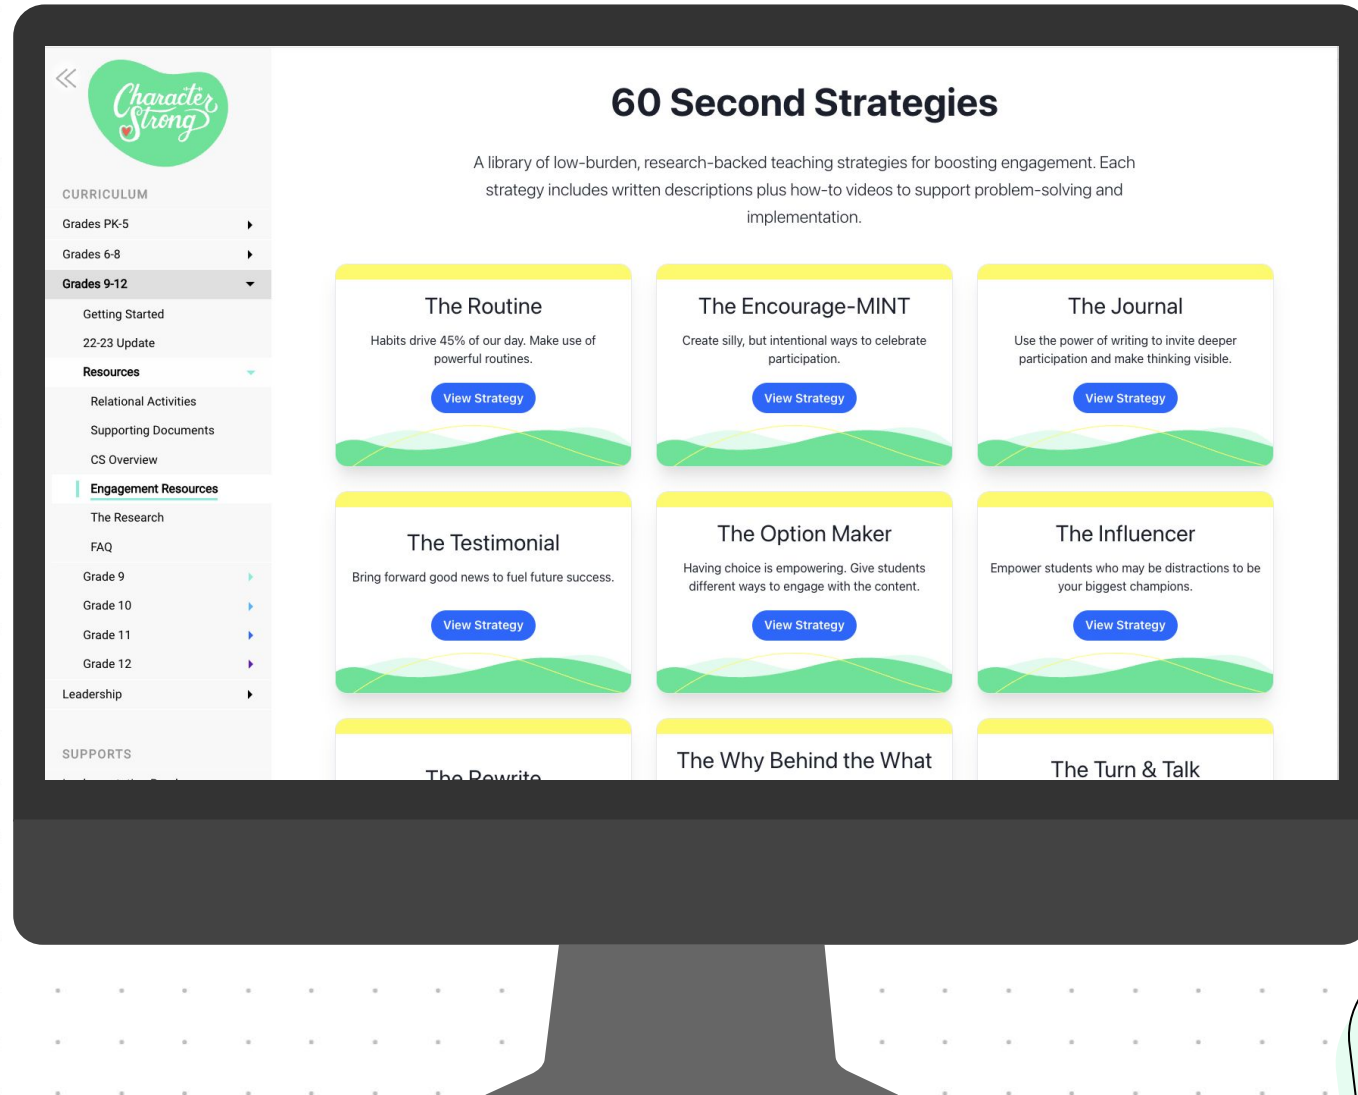 Character
Strong
CURRICULUM
Grades PK-5
Grades 6-8
Grades 9-12
Getting Started
22-23 Update
Resources
Relational Activities
Supporting Documents
CS Overview
Engagement Resources
The Research
FAQ
Grade 9
Grade 10
Grade 11
Grade 12
Leadership
SUPPORTS
60 Second Strategies
A library of low-burden, research-backed teaching strategies for boosting engagement. Each
strategy includes written descriptions plus how-to videos to support problem-solving and
implementation.
The Routine
Habits drive 45% of our day. Make use of
powerful routines.
View Strategy
The Encourage-MINT
Create silly, but intentional ways to celebrate
participation.
View Strategy
The Journal
Use the power of writing to invite deeper
participation and make thinking visible.
View Strategy
The Testimonial
Bring forward good news to fuel future success.
View Strategy
The Option Maker
Having choice is empowering. Give students
different ways to engage with the content.
View Strategy
The Influencer
Empower students who may be distractions to be
your biggest champions.
View Strategy
The Rewrite
The Why Behind the What
The Turn & Talk